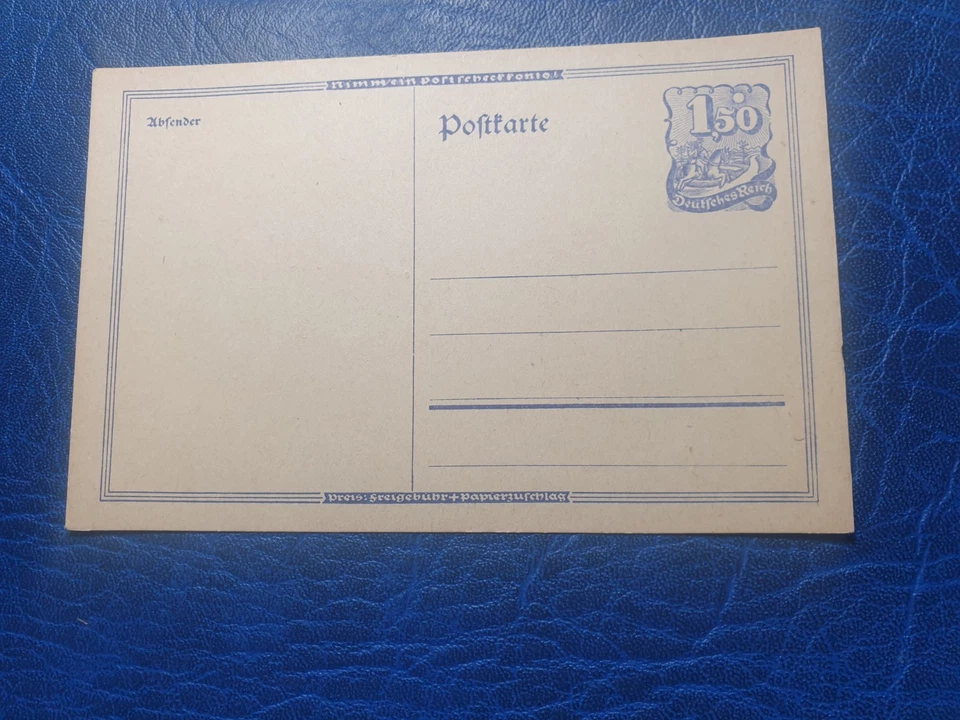 Nimm ein Postscheckkonto!
Absender
Poſtkarte
1,50
Deutſches Reich
Preis: Freigebühr + Papierzuſchlag